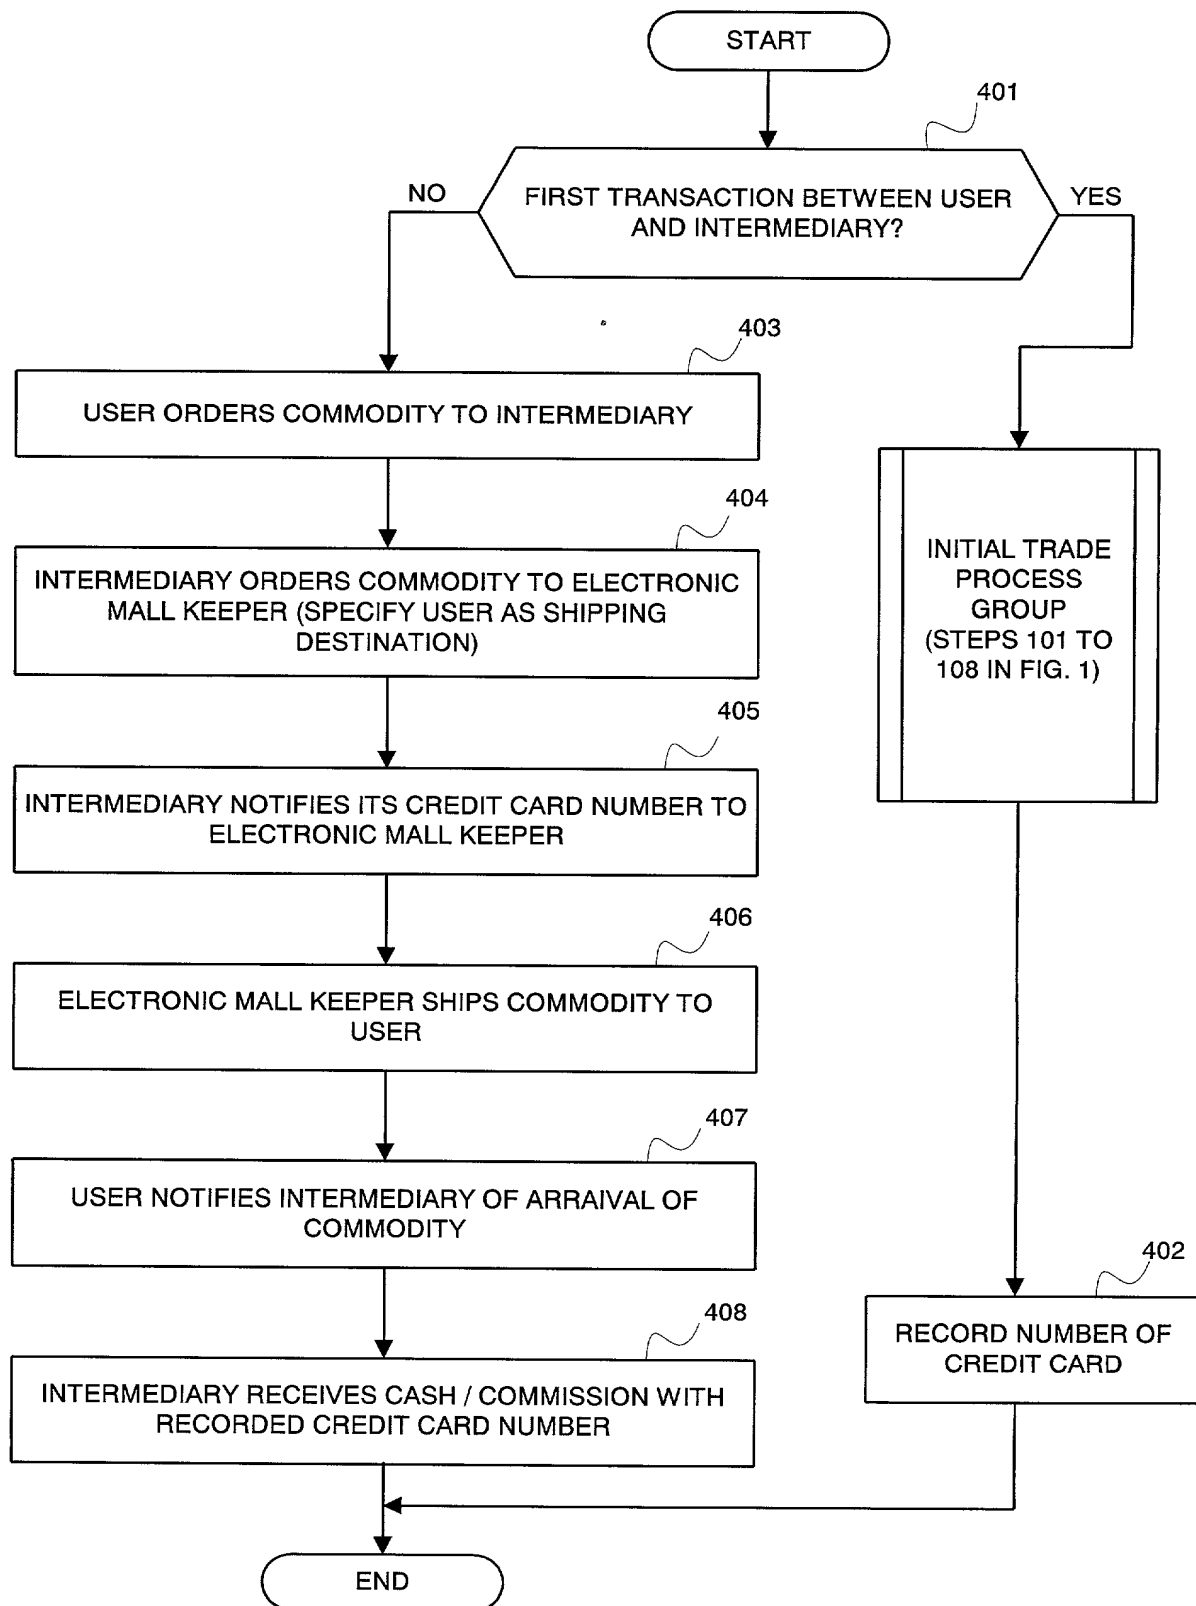 START
401
FIRST TRANSACTION BETWEEN USER
AND INTERMEDIARY?
NO
YES
403
USER ORDERS COMMODITY TO INTERMEDIARY
404
INTERMEDIARY ORDERS COMMODITY TO ELECTRONIC
MALL KEEPER (SPECIFY USER AS SHIPPING
DESTINATION)
INITIAL TRADE
PROCESS
GROUP
(STEPS 101 TO
108 IN FIG. 1)
405
INTERMEDIARY NOTIFIES ITS CREDIT CARD NUMBER TO
ELECTRONIC MALL KEEPER
406
ELECTRONIC MALL KEEPER SHIPS COMMODITY TO
USER
407
USER NOTIFIES INTERMEDIARY OF ARRAIVAL OF
COMMODITY
402
RECORD NUMBER OF
CREDIT CARD
408
INTERMEDIARY RECEIVES CASH / COMMISSION WITH
RECORDED CREDIT CARD NUMBER
END